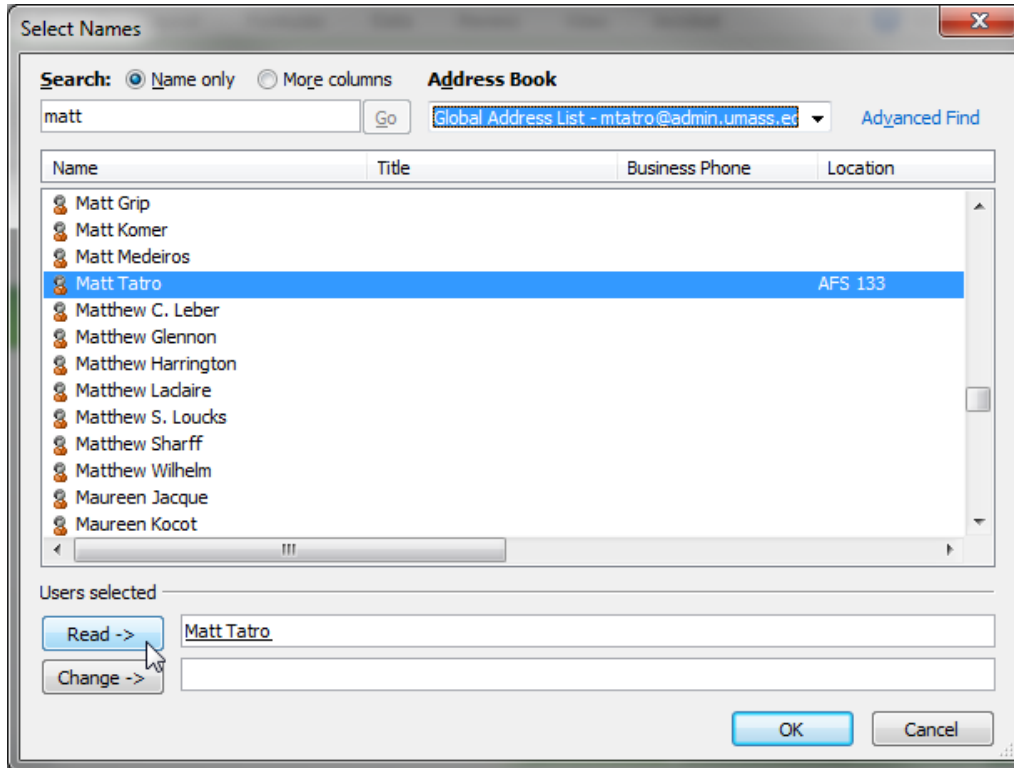 Select Names
Search: Name only More columns Address Book
matt Go Global Address List - mtatro@admin.umass.ec Advanced Find
Name Title Business Phone Location
Matt Grip
Matt Komer
Matt Medeiros
Matt Tatro AFS 133
Matthew C. Leber
Matthew Glennon
Matthew Harrington
Matthew Laclaire
Matthew S. Loucks
Matthew Sharff
Matthew Wilhelm
Maureen Jacque
Maureen Kocot
Users selected
Read -> Matt Tatro
Change ->
OK Cancel